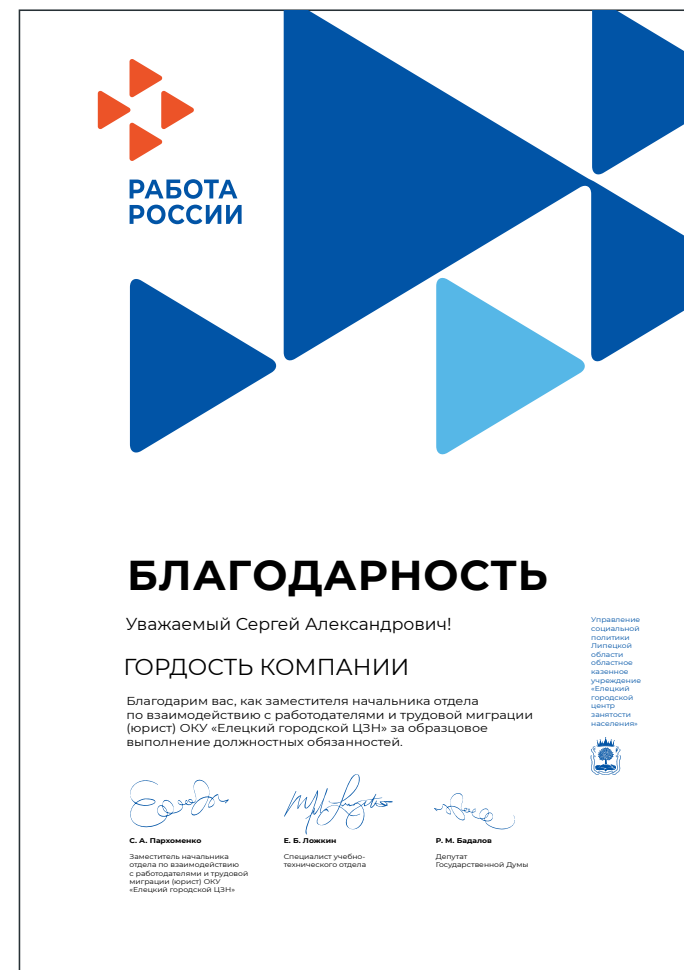 РАБОТА
РОССИИ
БЛАГОДАРНОСТЬ
Уважаемый Сергей Александрович!
ГОРДОСТЬ КОМПАНИИ
Благодарим вас, как заместителя начальника отдела
по взаимодействию с работодателями и трудовой миграции
(юрист) ОКУ «Елецкий городской ЦЗН» за образцовое
выполнение должностных обязанностей.
Управление
социальной
политики
Липецкой
области
областное
казенное
учреждение
«Елецкий
городской
центр
занятости
населения»
С. А. Пархоменко
Заместитель начальника
отдела по взаимодействию
с работодателями и трудовой
миграции (юрист) ОКУ
«Елецкий городской ЦЗН»
Е. Б. Ложкин
Специалист учебно-
технического отдела
Р. М. Бадалов
Депутат
Государственной Думы